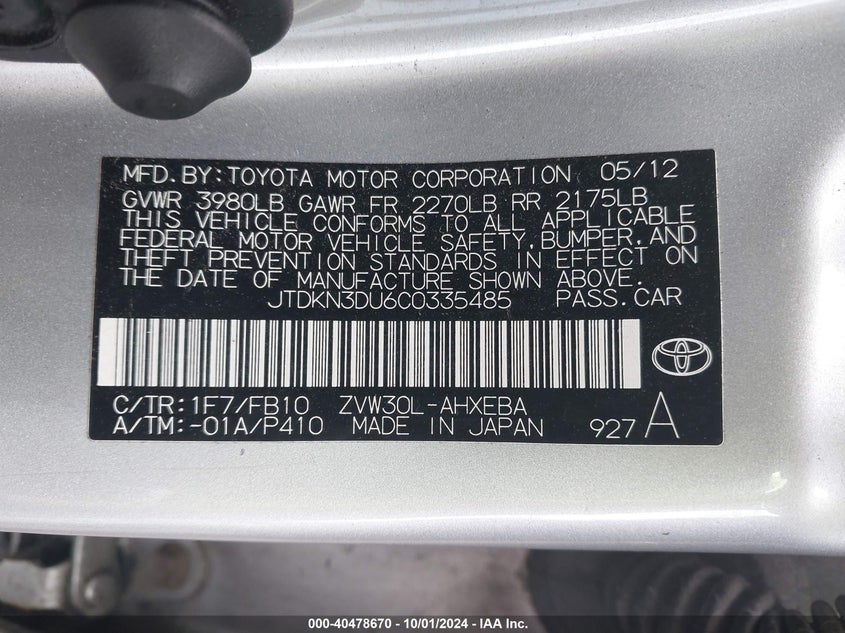 MFD.BY:TOYOTA MOTOR CORPORATION 05/12
GVWR 3980LB GAWR FR 2270LB RR 2175LB
THIS VEHICLE CONFORMS TO ALL APPLICABLE
FEDERAL MOTOR VEHICLE SAFETY,BUMPER,AND
THEFT PREVENTION STANDARDS IN EFFECT ON
THE DATE OF MANUFACTURE SHOWN ABOVE.
JTDKN3DU6C0335485 PASS.CAR
C/TR:1F7/FB10 ZVW30L-AHXEBA
A/TM:-01A/P410 MADE IN JAPAN 927 A
000-40478670 - 10/01/2024 - IAA Inc.